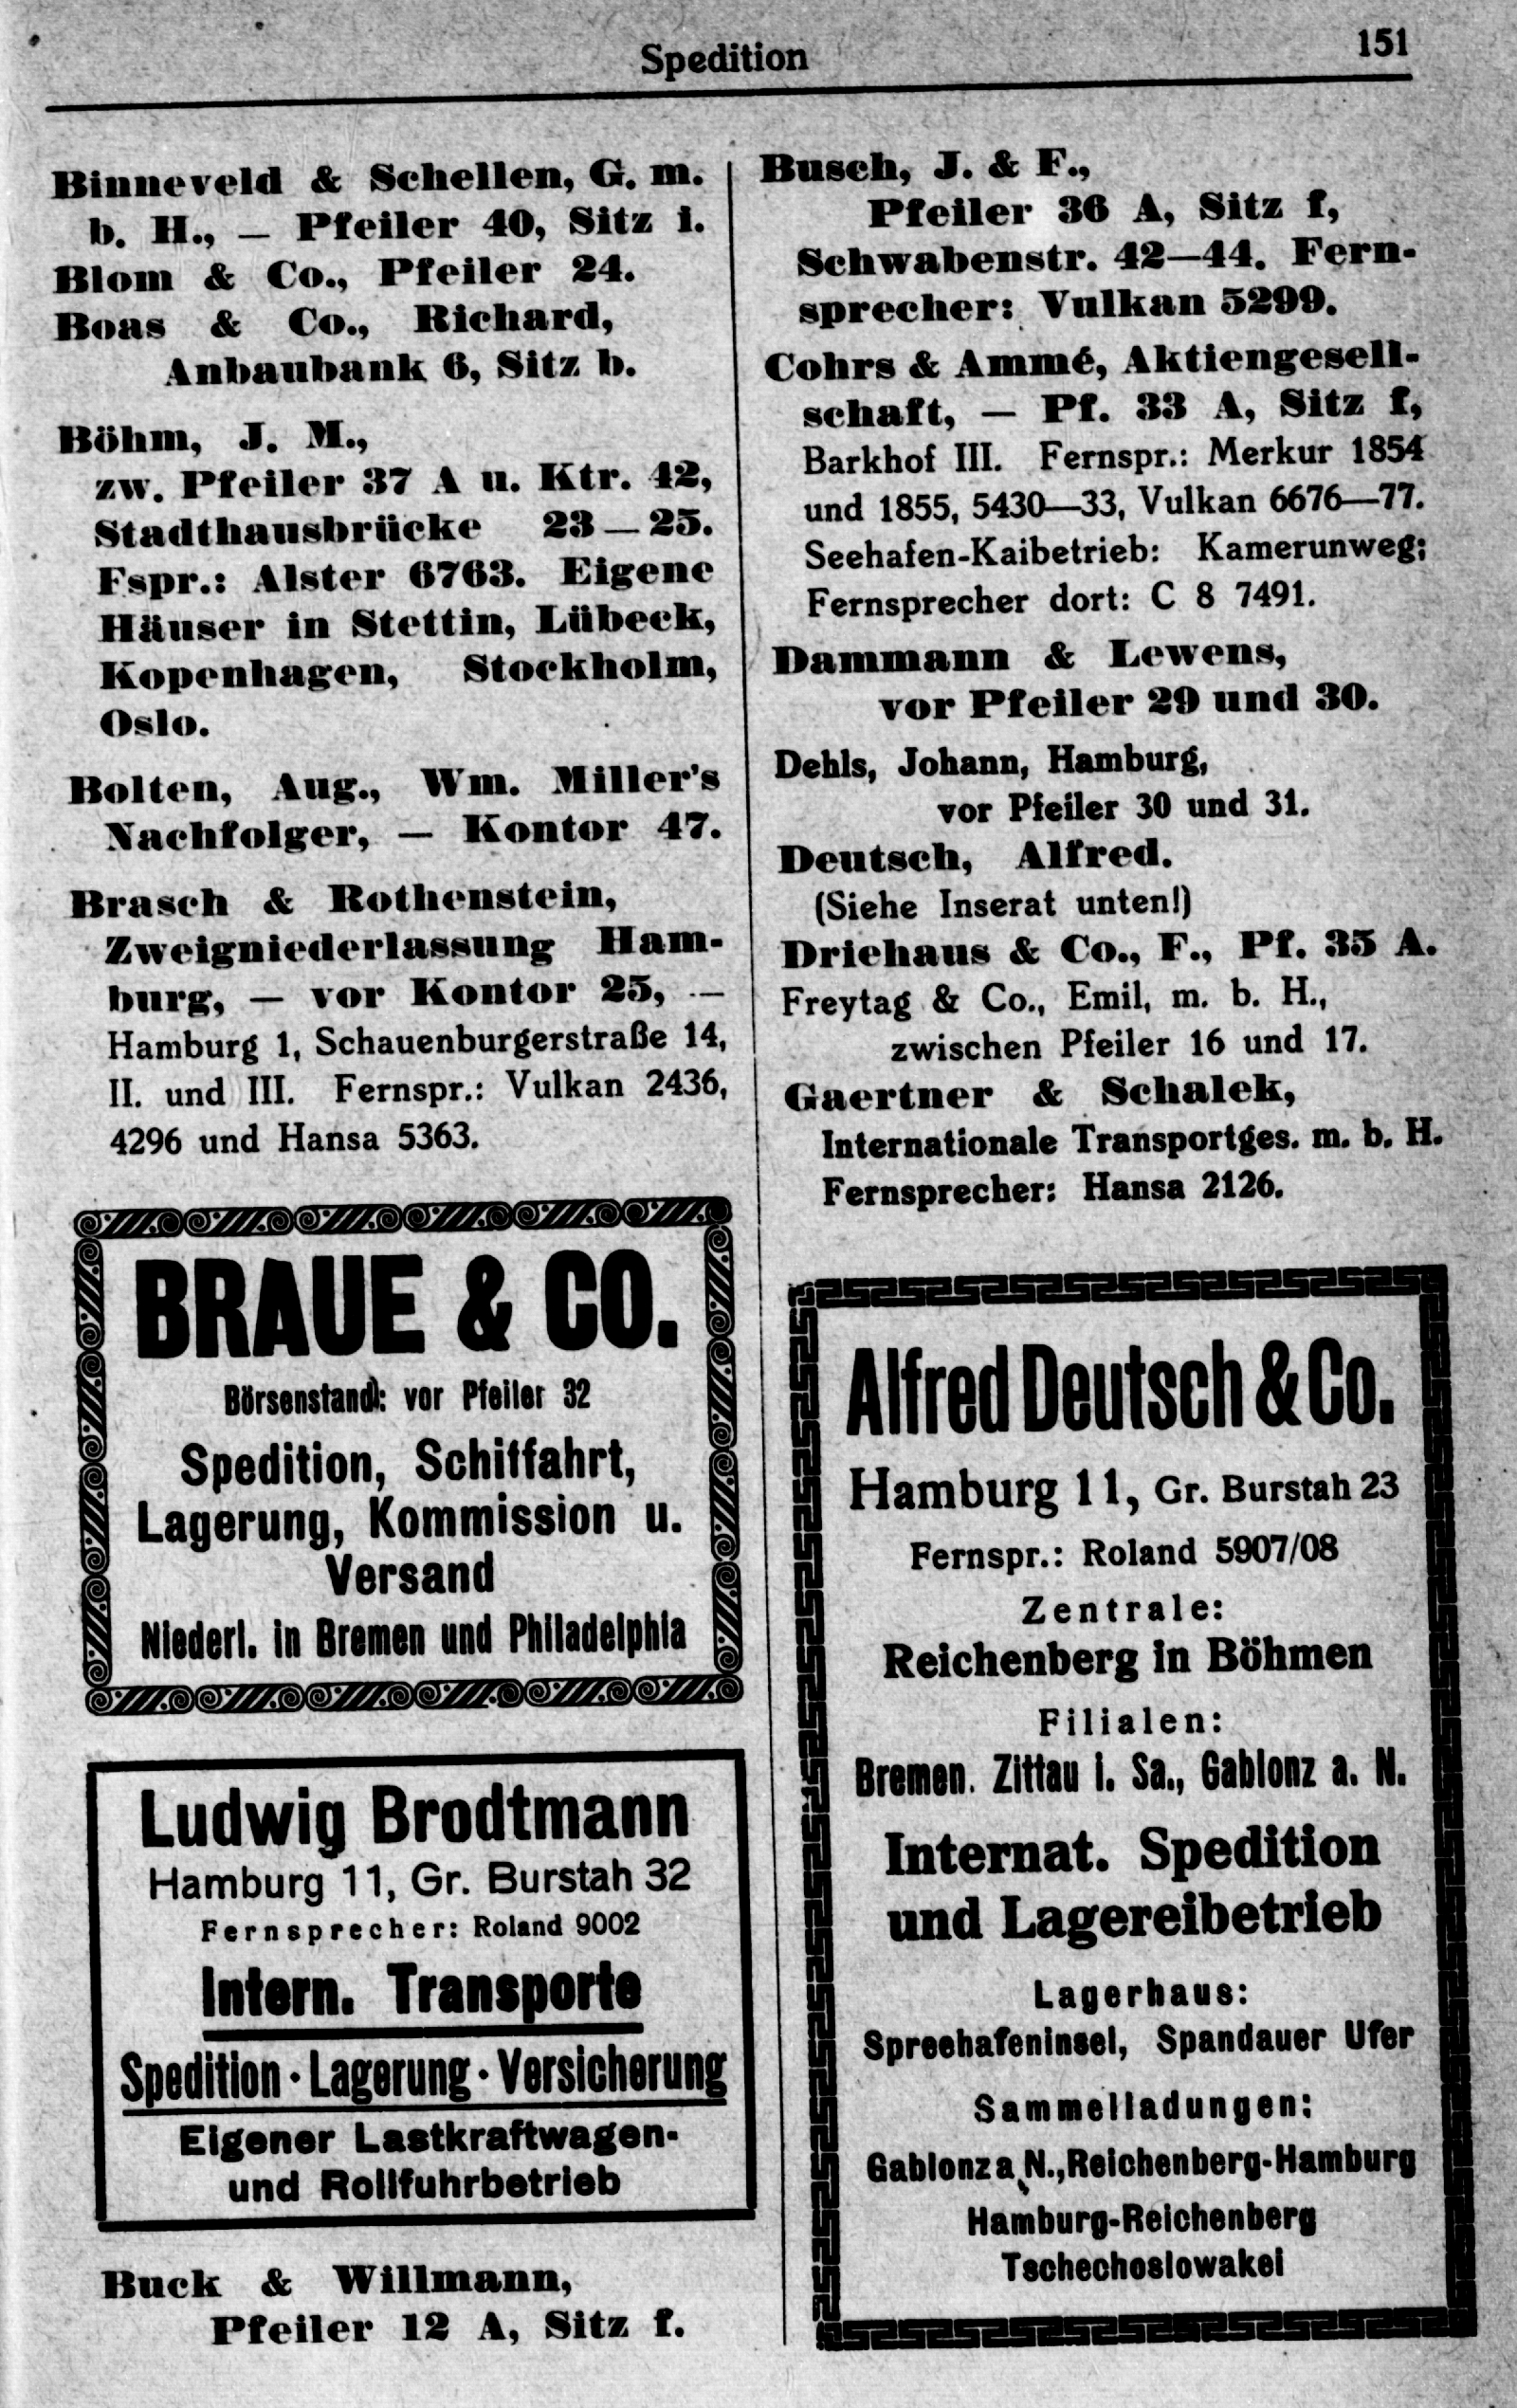 Spedition
151
Binneveld & Schellen, G. m.
b. H., — Pfeiler 40, Sitz i.
Blom & Co., Pfeiler 24.
Boas & Co., Richard,
Anbaubank 6, Sitz b.
Böhm, J. M.,
zw. Pfeiler 37 A u. Ktr. 42,
Stadthausbrücke 23—25.
Fspr.: Alster 6763. Eigene
Häuser in Stettin, Lübeck,
Kopenhagen, Stockholm,
Oslo.
Bolten, Aug., Wm. Miller's
Nachfolger, — Kontor 47.
Brasch & Rothenstein,
Zweigniederlassung Ham-
burg, — vor Kontor 25, —
Hamburg 1, Schauenburgerstraße 14,
II. und III. Fernspr.: Vulkan 2436,
4296 und Hansa 5363.
BRAUE & CO.
Börsenstand: vor Pfeiler 32
Spedition, Schiffahrt,
Lagerung, Kommission u.
Versand
Niederl. in Bremen und Philadelphia
Ludwig Brodtmann
Hamburg 11, Gr. Burstah 32
Fernsprecher: Roland 9002
Intern. Transporte
Spedition · Lagerung · Versicherung
Eigener Lastkraftwagen-
und Rollfuhrbetrieb
Buck & Willmann,
Pfeiler 12 A, Sitz f.
Busch, J. & F.,
Pfeiler 36 A, Sitz f,
Schwabenstr. 42—44. Fern-
sprecher: Vulkan 5299.
Cohrs & Ammé, Aktiengesell-
schaft, — Pf. 33 A, Sitz f,
Barkhof III. Fernspr.: Merkur 1854
und 1855, 5430—33, Vulkan 6676—77.
Seehafen-Kaibetrieb: Kamerunweg;
Fernsprecher dort: C 8 7491.
Dammann & Lewens,
vor Pfeiler 29 und 30.
Dehls, Johann, Hamburg,
vor Pfeiler 30 und 31.
Deutsch, Alfred.
(Siehe Inserat unten!)
Driehaus & Co., F., Pf. 35 A.
Freytag & Co., Emil, m. b. H.,
zwischen Pfeiler 16 und 17.
Gaertner & Schalek,
Internationale Transportges. m. b. H.
Fernsprecher: Hansa 2126.
Alfred Deutsch & Co.
Hamburg 11, Gr. Burstah 23
Fernspr.: Roland 5907/08
Zentrale:
Reichenberg in Böhmen
Filialen:
Bremen. Zittau i. Sa., Gablonz a. N.
Internat. Spedition
und Lagereibetrieb
Lagerhaus:
Spreehafeninsel, Spandauer Ufer
Sammelladungen:
Gablonz a. N., Reichenberg-Hamburg
Hamburg-Reichenberg
Tschechoslowakei